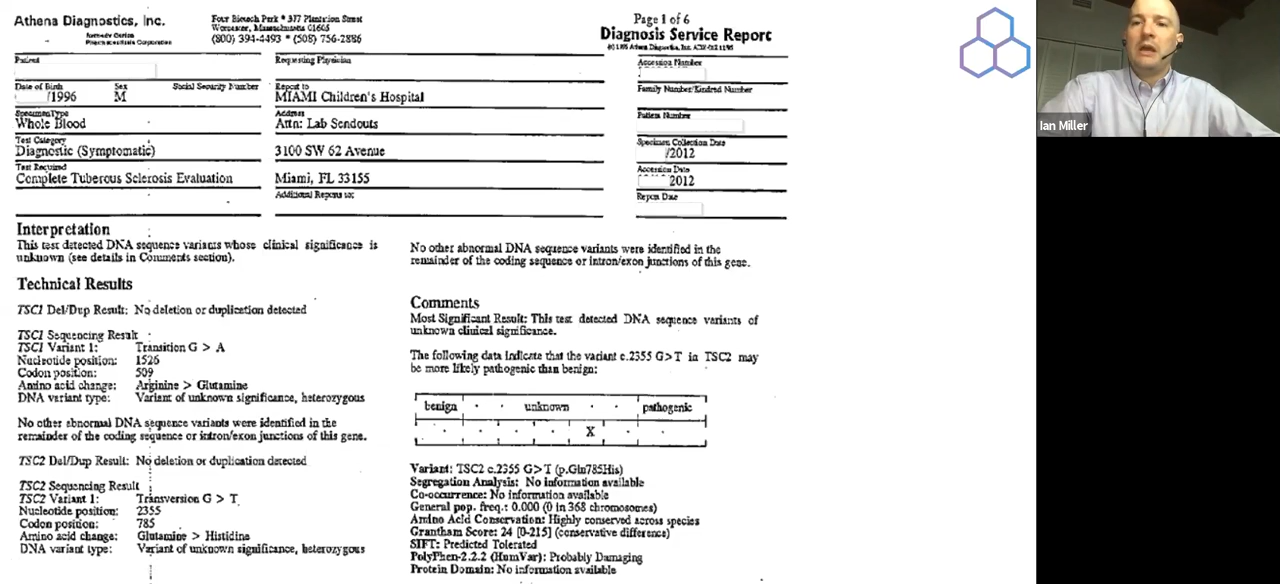 Athena Diagnostics, Inc.
formerly Genica
Pharmaceuticals Corporation
Four Biotech Park * 377 Plantation Street
Worcester, Massachusetts 01605
(800) 394-4493 * (508) 756-2886
Page 1 of 6
Diagnosis Service Report
Patient
Requesting Physician
Accession Number
Date of Birth Sex Social Security Number
/1996 M
Report to
MIAMI Children's Hospital
Family Number/Kindred Number
Specimen Type
Whole Blood
Address
Attn: Lab Sendouts
Patient Number
Test Category
Diagnostic (Symptomatic)
3100 SW 62 Avenue
Specimen Collection Date
/2012
Test Required
Complete Tuberous Sclerosis Evaluation
Miami, FL 33155
Accession Date
2012
Additional Reports to:
Report Date
Interpretation
This test detected DNA sequence variants whose clinical significance is
unknown (see details in Comments section).
Technical Results
TSC1 Del/Dup Result: No deletion or duplication detected
TSC1 Sequencing Result
TSC1 Variant 1: Transition G > A
Nucleotide position: 1526
Codon position: 509
Amino acid change: Arginine > Glutamine
DNA variant type: Variant of unknown significance, heterozygous
No other abnormal DNA sequence variants were identified in the
remainder of the coding sequence or intron/exon junctions of this gene.
TSC2 Del/Dup Result: No deletion or duplication detected
TSC2 Sequencing Result
TSC2 Variant 1: Transversion G > T
Nucleotide position: 2355
Codon position: 785
Amino acid change: Glutamine > Histidine
DNA variant type: Variant of unknown significance, heterozygous
No other abnormal DNA sequence variants were identified in the
remainder of the coding sequence or intron/exon junctions of this gene.
Comments
Most Significant Result: This test detected DNA sequence variants of
unknown clinical significance.
The following data indicate that the variant c.2355 G>T in TSC2 may
be more likely pathogenic than benign:
benign unknown pathogenic
X
Variant: TSC2 c.2355 G>T (p.Gln785His)
Segregation Analysis: No information available
Co-occurrence: No information available
General pop. freq.: 0.000 (0 in 368 chromosomes)
Amino Acid Conservation: Highly conserved across species
Grantham Score: 24 [0-215] (conservative difference)
SIFT: Predicted Tolerated
PolyPhen-2.2.2 (HumVar): Probably Damaging
Protein Domain: No information available
Ian Miller